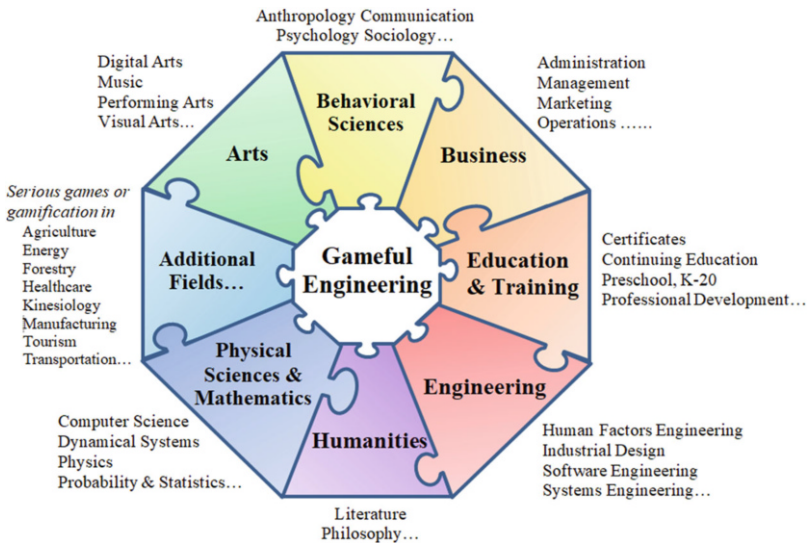 Anthropology Communication
Psychology Sociology…
Digital Arts
Music
Performing Arts
Visual Arts…
Behavioral
Sciences
Administration
Management
Marketing
Operations ……
Arts
Business
Serious games or
gamification in
Agriculture
Energy
Forestry
Healthcare
Kinesiology
Manufacturing
Tourism
Transportation…
Additional
Fields…
Gameful
Engineering
Education
& Training
Certificates
Continuing Education
Preschool, K-20
Professional Development…
Physical
Sciences &
Mathematics
Humanities
Engineering
Computer Science
Dynamical Systems
Physics
Probability & Statistics…
Human Factors Engineering
Industrial Design
Software Engineering
Systems Engineering…
Literature
Philosophy…